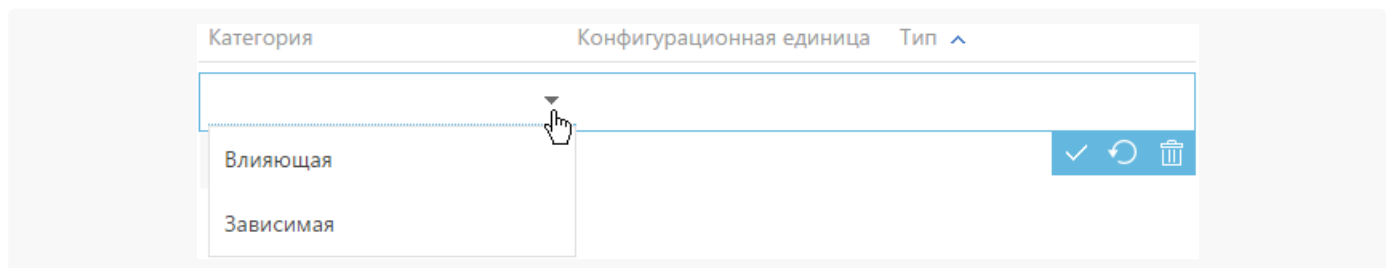 Категория Конфигурационная единица Тип
Влияющая
Зависимая